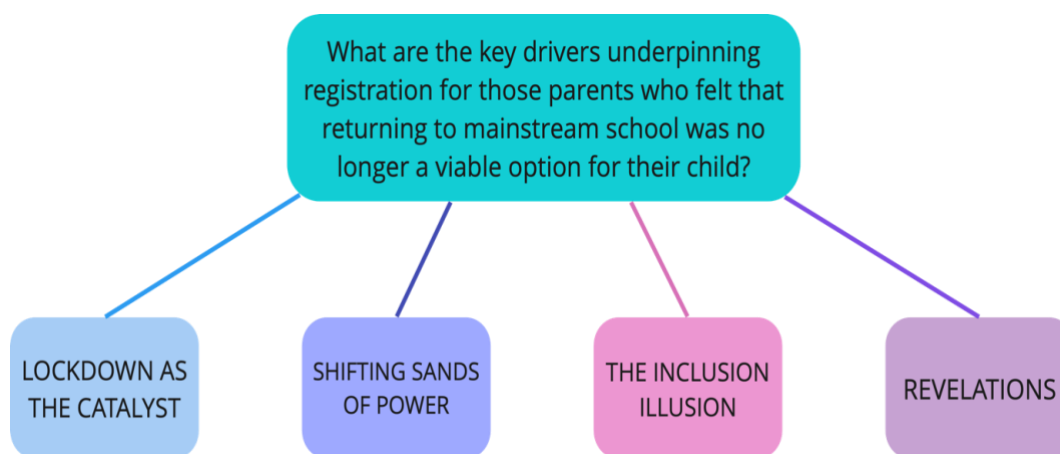 What are the key drivers underpinning
registration for those parents who felt that
returning to mainstream school was no
longer a viable option for their child?
LOCKDOWN AS
THE CATALYST
SHIFTING SANDS
OF POWER
THE INCLUSION
ILLUSION
REVELATIONS